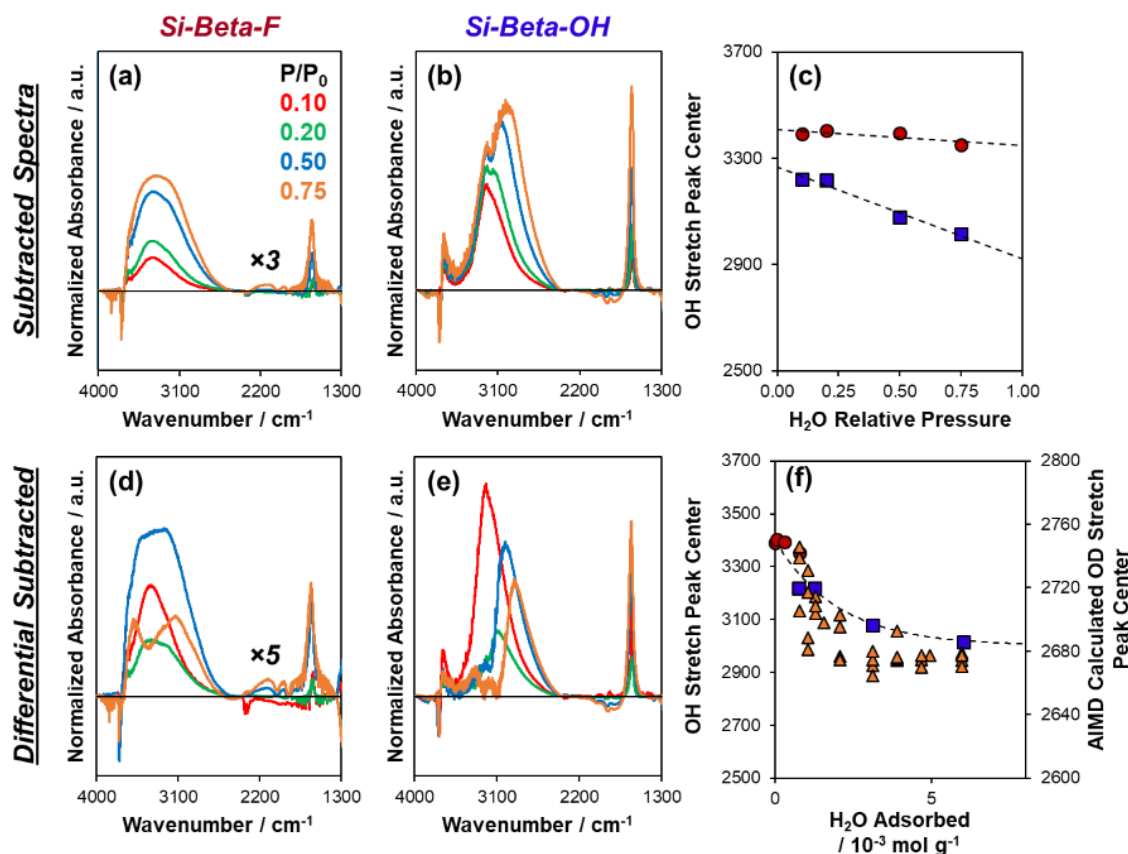 Si-Beta-F
Si-Beta-OH
Subtracted Spectra
Normalized Absorbance / a.u.
(a)
P/P0
0.10
0.20
0.50
0.75
×3
4000 3100 2200 1300
Wavenumber / cm-1
Normalized Absorbance / a.u.
(b)
4000 3100 2200 1300
Wavenumber / cm-1
OH Stretch Peak Center
3700
3300
2900
2500
(c)
0.00 0.25 0.50 0.75 1.00
H2O Relative Pressure
Differential Subtracted
Normalized Absorbance / a.u.
(d)
×5
4000 3100 2200 1300
Wavenumber / cm-1
Normalized Absorbance / a.u.
(e)
4000 3100 2200 1300
Wavenumber / cm-1
OH Stretch Peak Center
3700
3500
3300
3100
2900
2700
2500
(f)
0 5
H2O Adsorbed
/ 10-3 mol g-1
2800
2760
2720
2680
2640
2600
AIMD Calculated OD Stretch
Peak Center